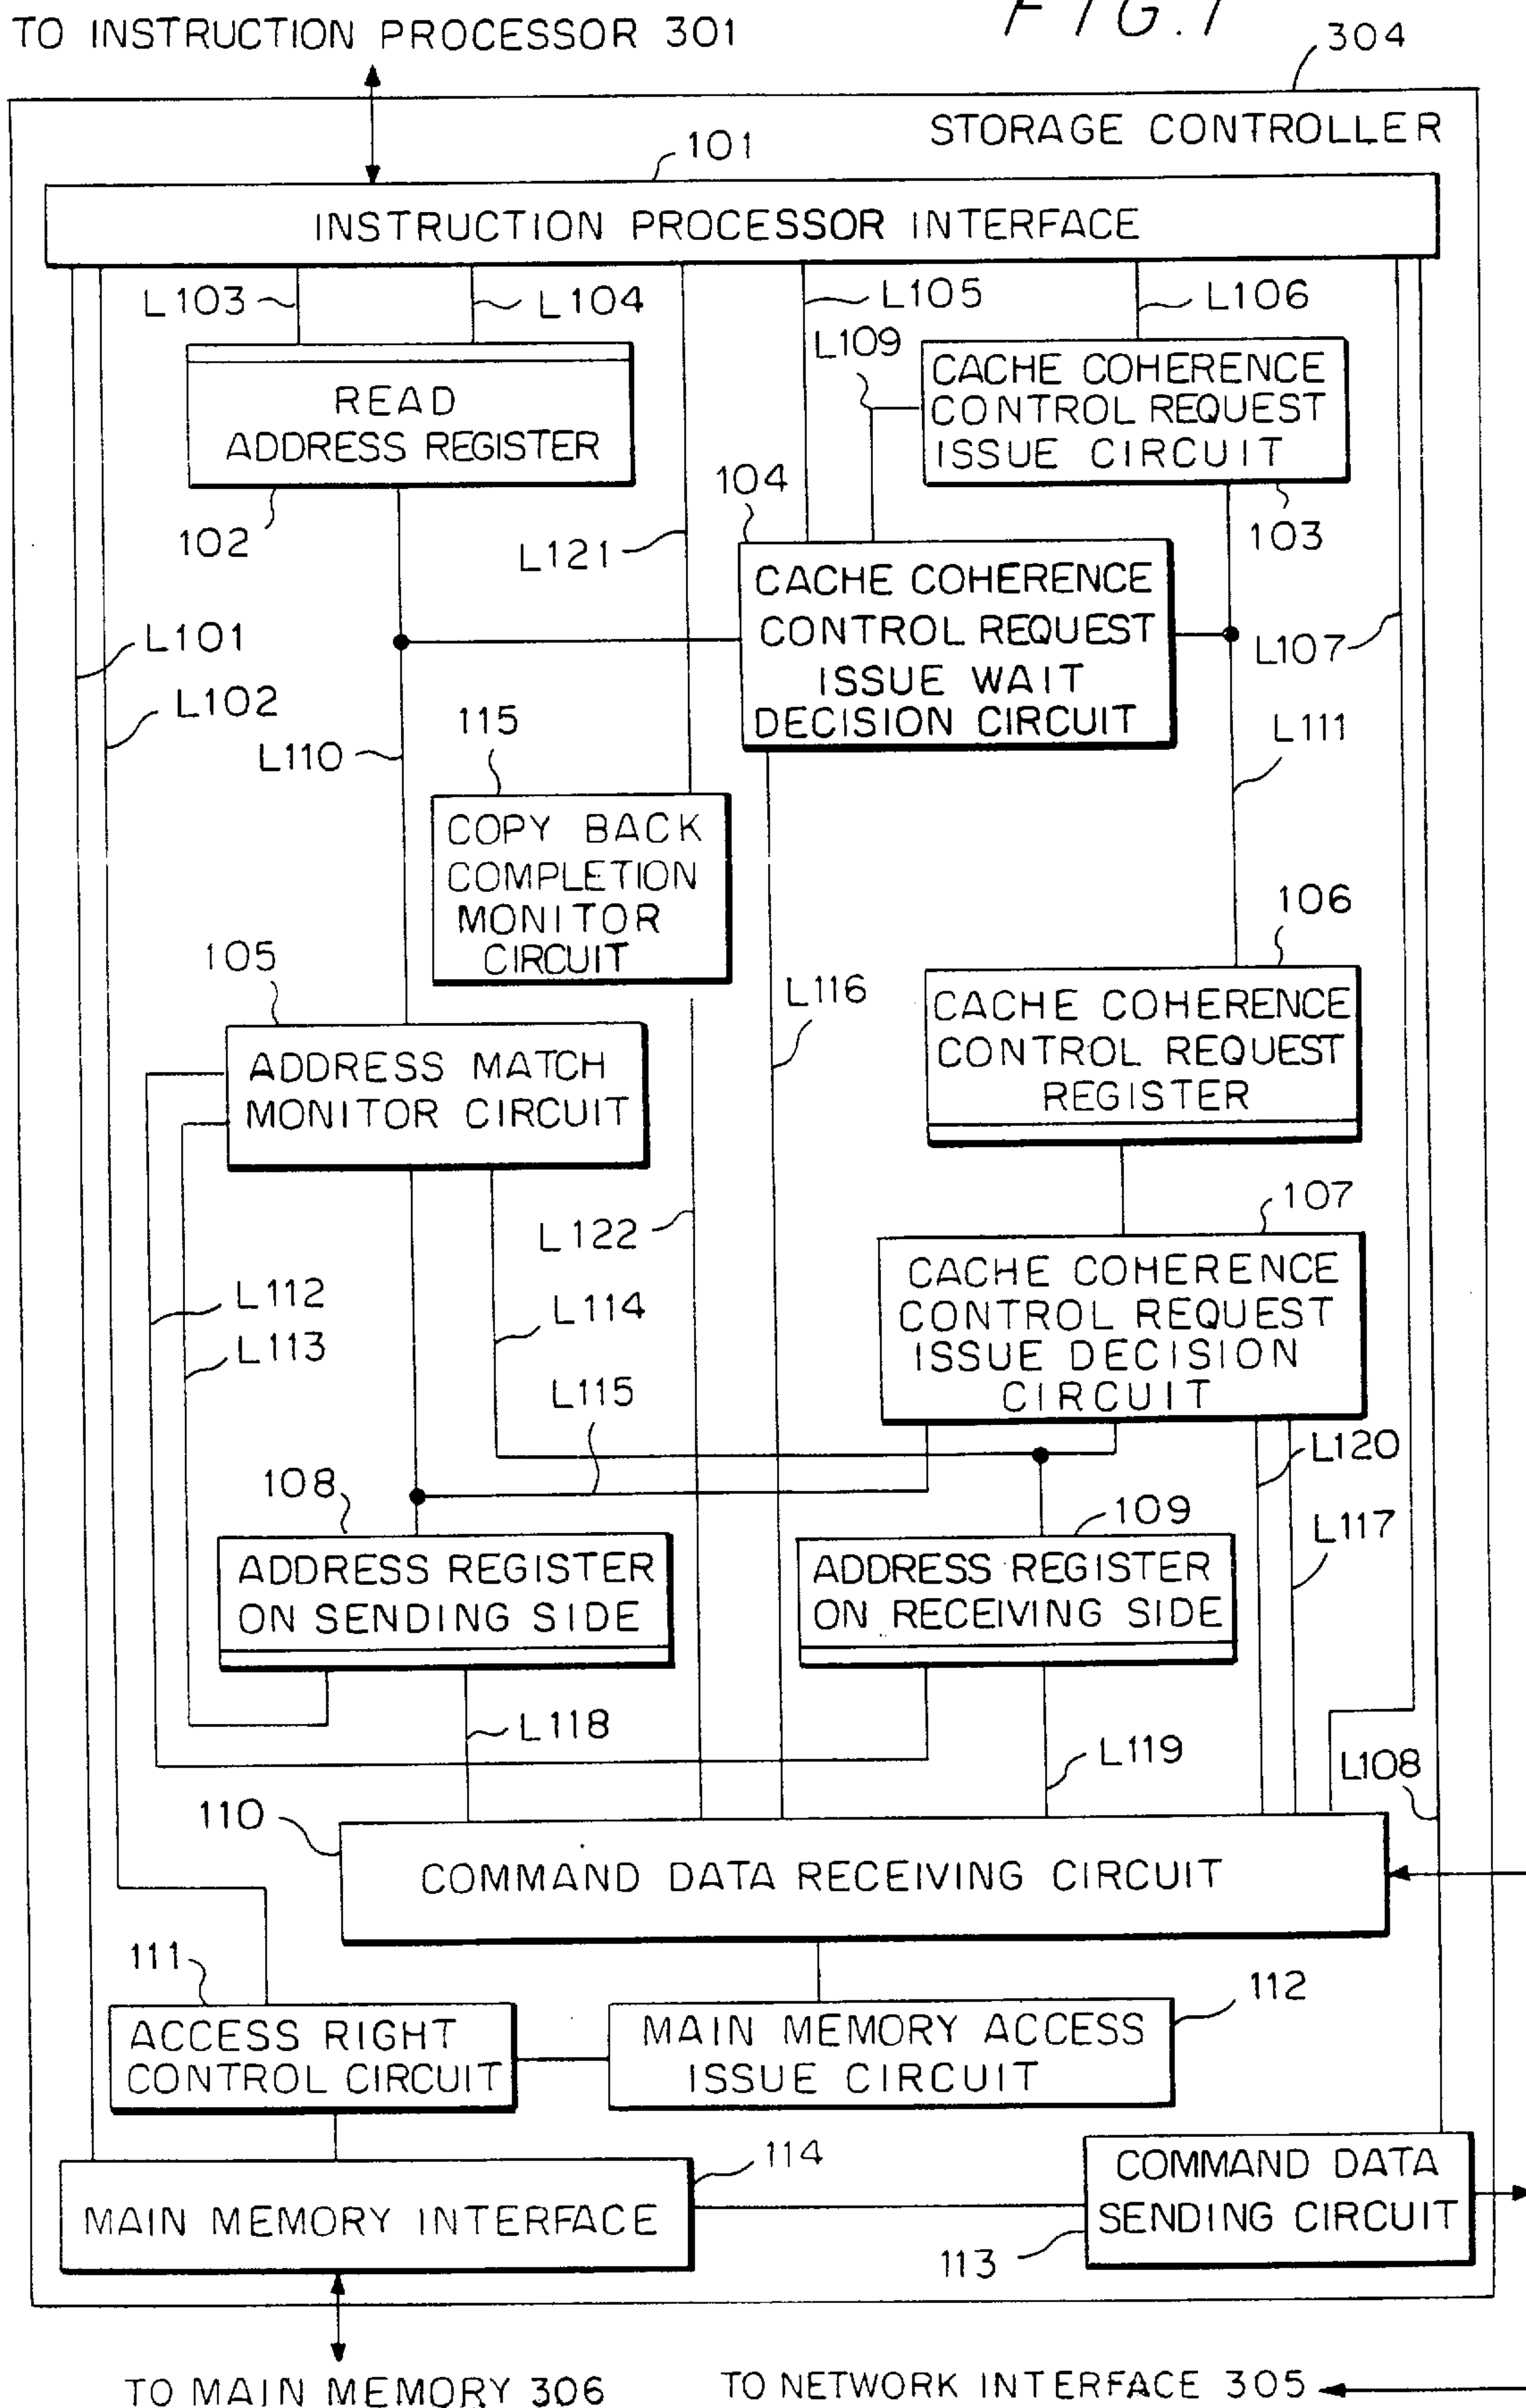 FIG. 1
TO INSTRUCTION PROCESSOR 301
304
STORAGE CONTROLLER
101
INSTRUCTION PROCESSOR INTERFACE
L103
L104
L105
L106
L109
READ
ADDRESS REGISTER
CACHE COHERENCE
CONTROL REQUEST
ISSUE CIRCUIT
102
L121
104
103
CACHE COHERENCE
CONTROL REQUEST
ISSUE WAIT
DECISION CIRCUIT
L101
L102
L107
L110
115
L111
COPY BACK
COMPLETION
MONITOR
CIRCUIT
105
106
L116
ADDRESS MATCH
MONITOR CIRCUIT
CACHE COHERENCE
CONTROL REQUEST
REGISTER
L122
107
L112
L114
L113
CACHE COHERENCE
CONTROL REQUEST
ISSUE DECISION
CIRCUIT
L115
L120
108
109
L117
ADDRESS REGISTER
ON SENDING SIDE
ADDRESS REGISTER
ON RECEIVING SIDE
L118
L119
L108
110
COMMAND DATA RECEIVING CIRCUIT
111
112
ACCESS RIGHT
CONTROL CIRCUIT
MAIN MEMORY ACCESS
ISSUE CIRCUIT
114
MAIN MEMORY INTERFACE
COMMAND DATA
SENDING CIRCUIT
113
TO MAIN MEMORY 306
TO NETWORK INTERFACE 305